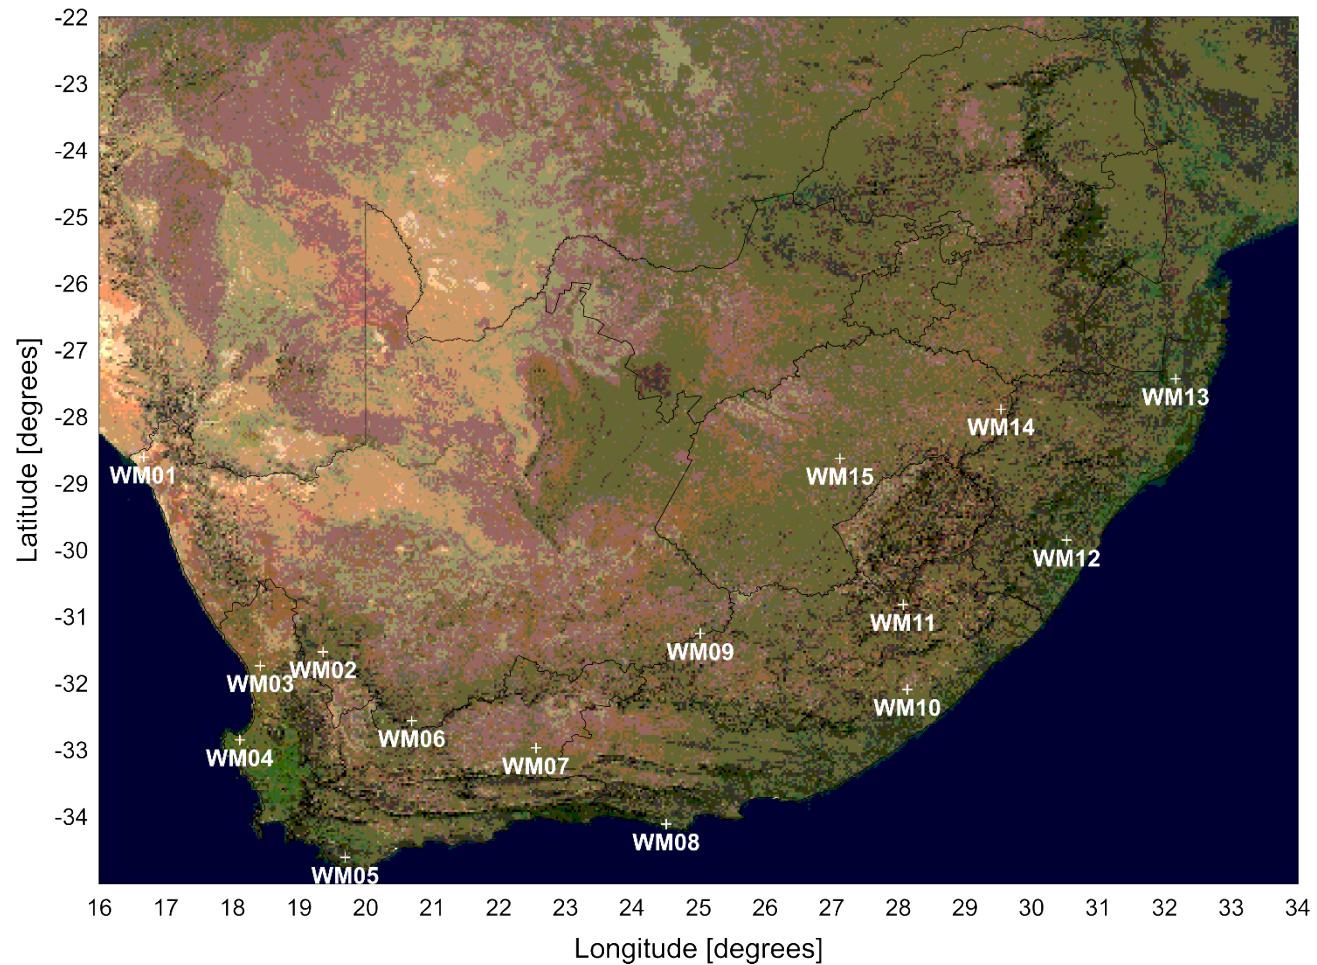 -22
-23
-24
-25
-26
-27
-28
-29
-30
-31
-32
-33
-34
Latitude [degrees]
WM13
WM14
WM01
WM15
WM12
WM11
WM09
WM02
WM03
WM10
WM06
WM04
WM07
WM08
WM05
16 17 18 19 20 21 22 23 24 25 26 27 28 29 30 31 32 33 34
Longitude [degrees]